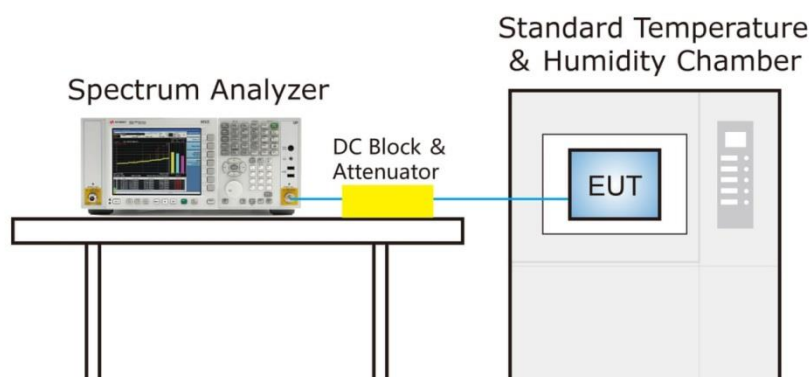 Standard Temperature
& Humidity Chamber
Spectrum Analyzer
DC Block &
Attenuator
EUT